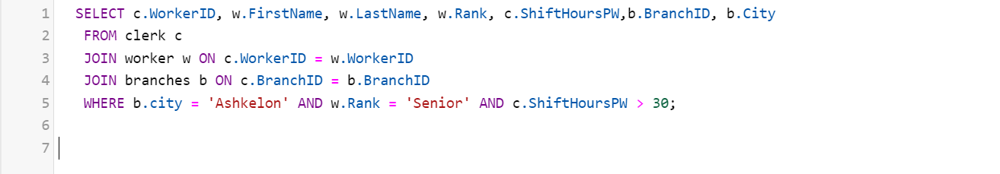 1 SELECT c.WorkerID, w.FirstName, w.LastName, w.Rank, c.ShiftHoursPW,b.BranchID, b.City
2 FROM clerk c
3 JOIN worker w ON c.WorkerID = w.WorkerID
4 JOIN branches b ON c.BranchID = b.BranchID
5 WHERE b.city = 'Ashkelon' AND w.Rank = 'Senior' AND c.ShiftHoursPW > 30;
6
7